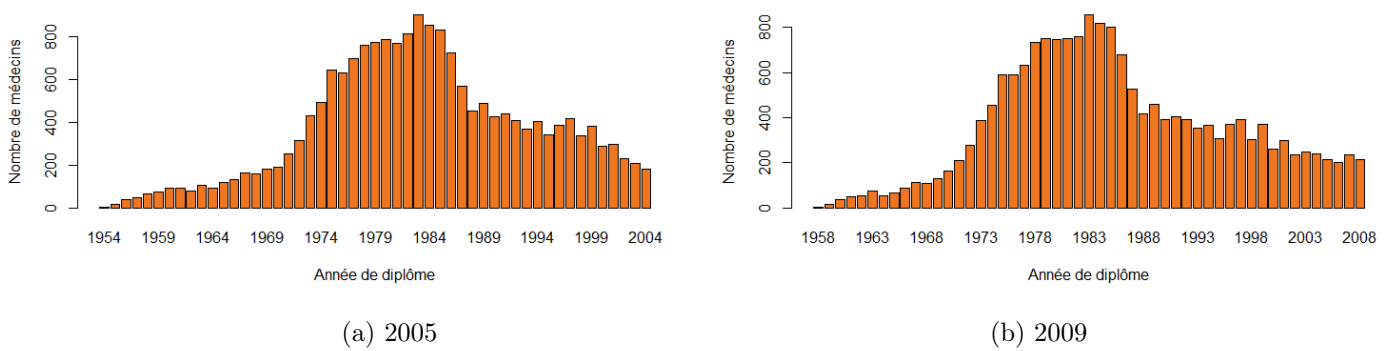 Nombre de médecins
800
600
400
200
0
1954 1959 1964 1969 1974 1979 1984 1989 1994 1999 2004
Année de diplôme
(a) 2005
Nombre de médecins
800
600
400
200
0
1958 1963 1968 1973 1978 1983 1988 1993 1998 2003 2008
Année de diplôme
(b) 2009